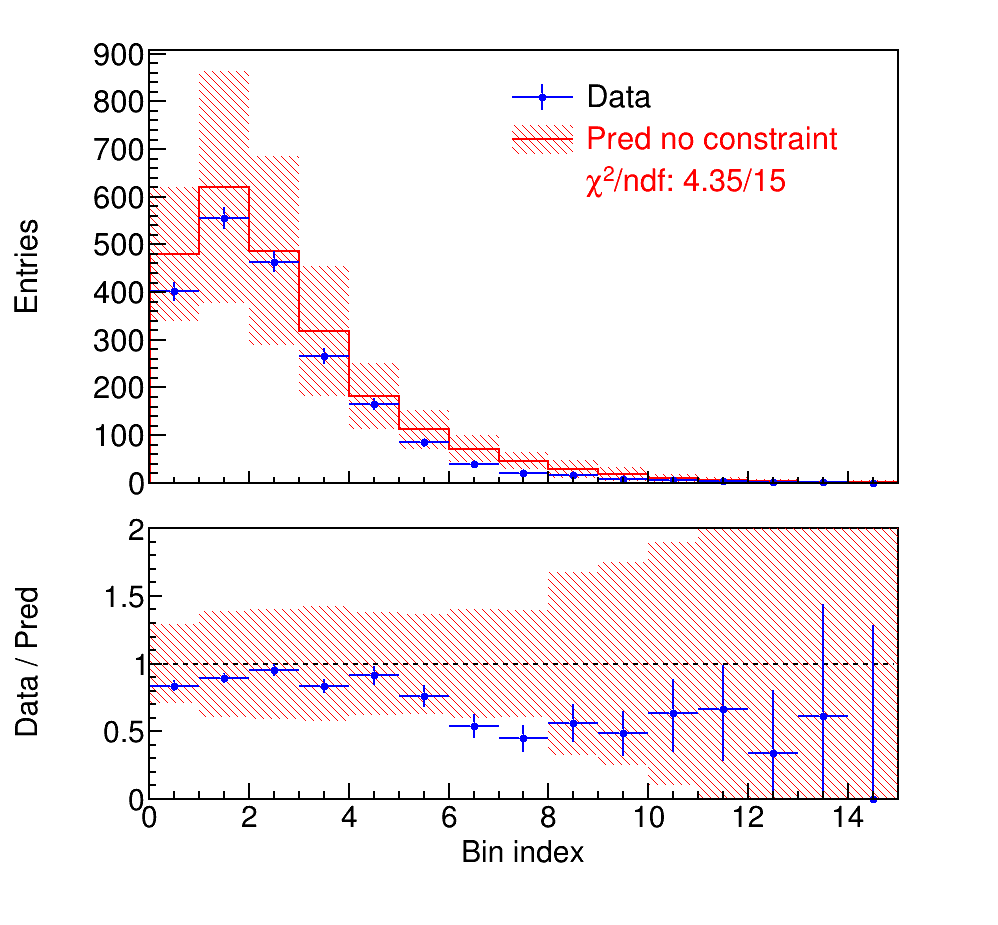 900
800
700
600
500
400
300
200
100
0
Entries
Data
Pred no constraint
χ²/ndf: 4.35/15
2
1.5
1
0.5
0
Data / Pred
0 2 4 6 8 10 12 14
Bin index